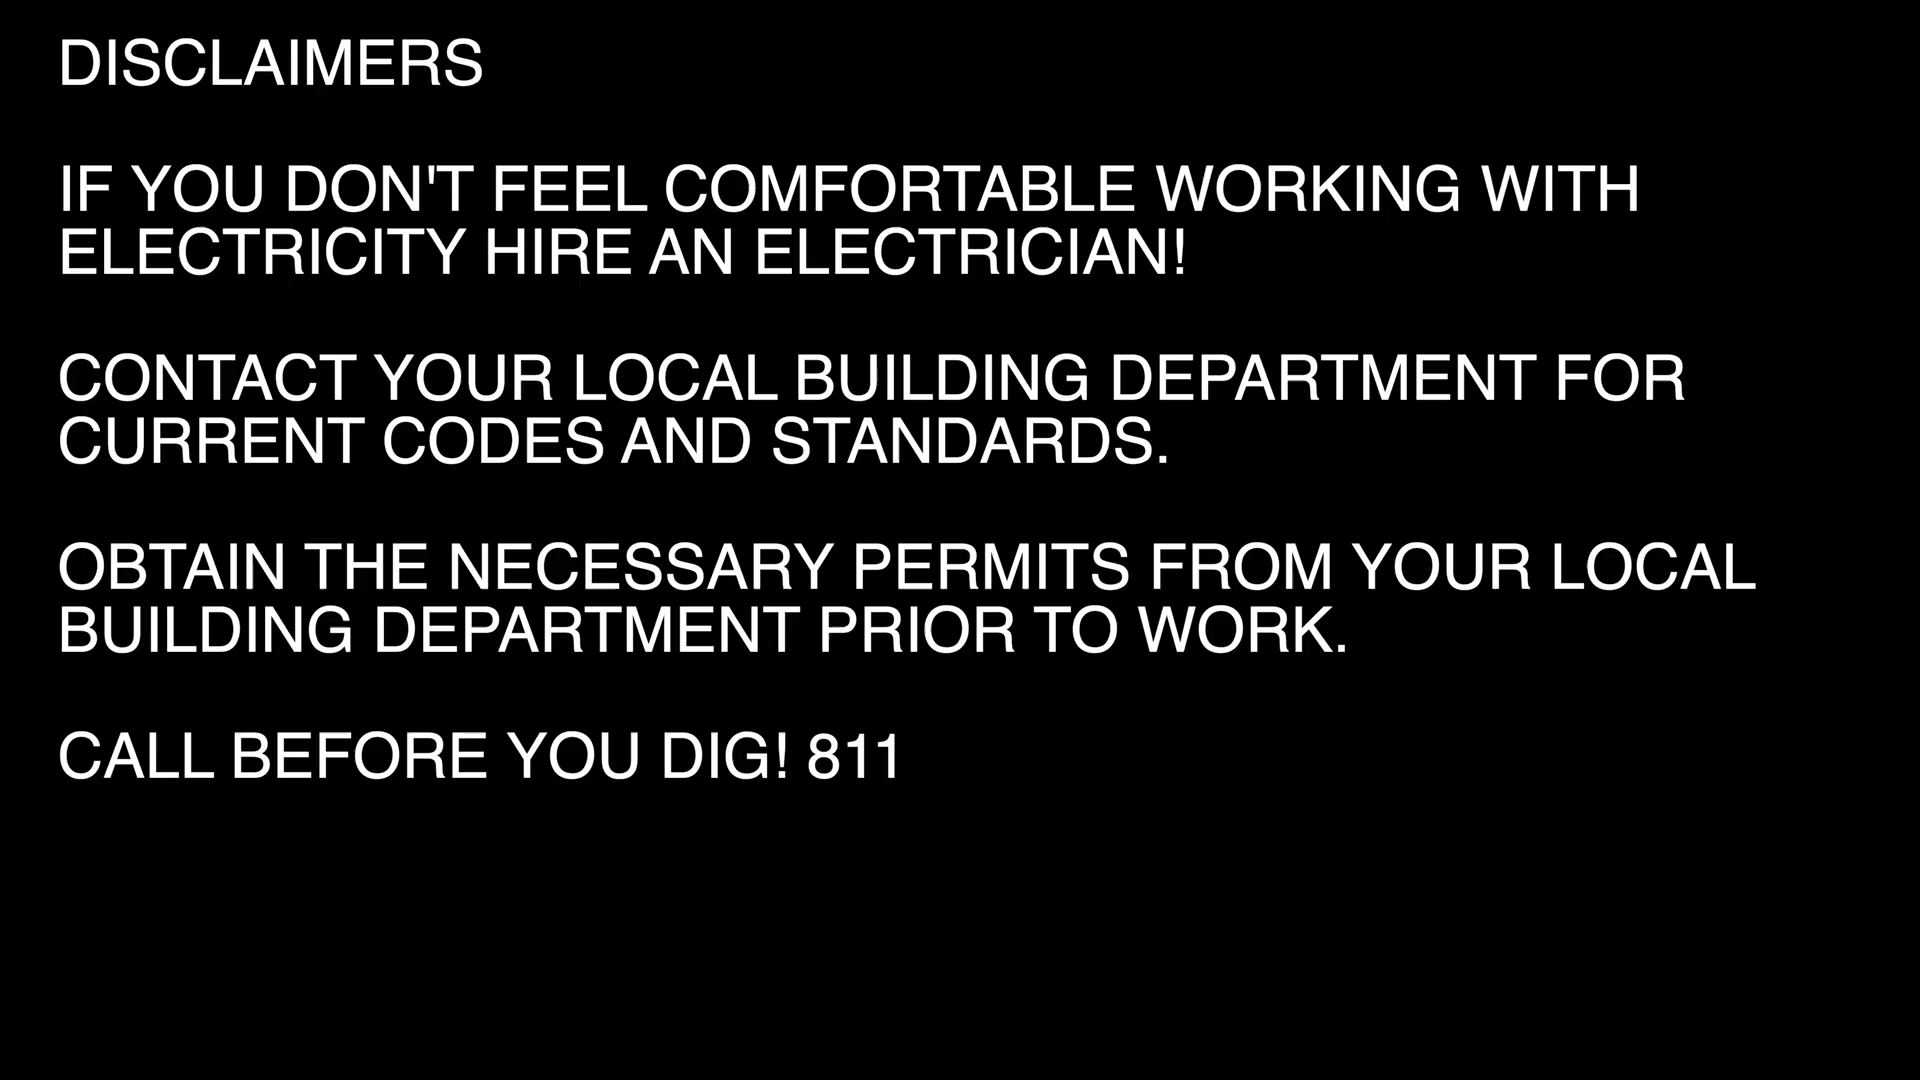 DISCLAIMERS
IF YOU DON'T FEEL COMFORTABLE WORKING WITH
ELECTRICITY HIRE AN ELECTRICIAN!
CONTACT YOUR LOCAL BUILDING DEPARTMENT FOR
CURRENT CODES AND STANDARDS.
OBTAIN THE NECESSARY PERMITS FROM YOUR LOCAL
BUILDING DEPARTMENT PRIOR TO WORK.
CALL BEFORE YOU DIG! 811